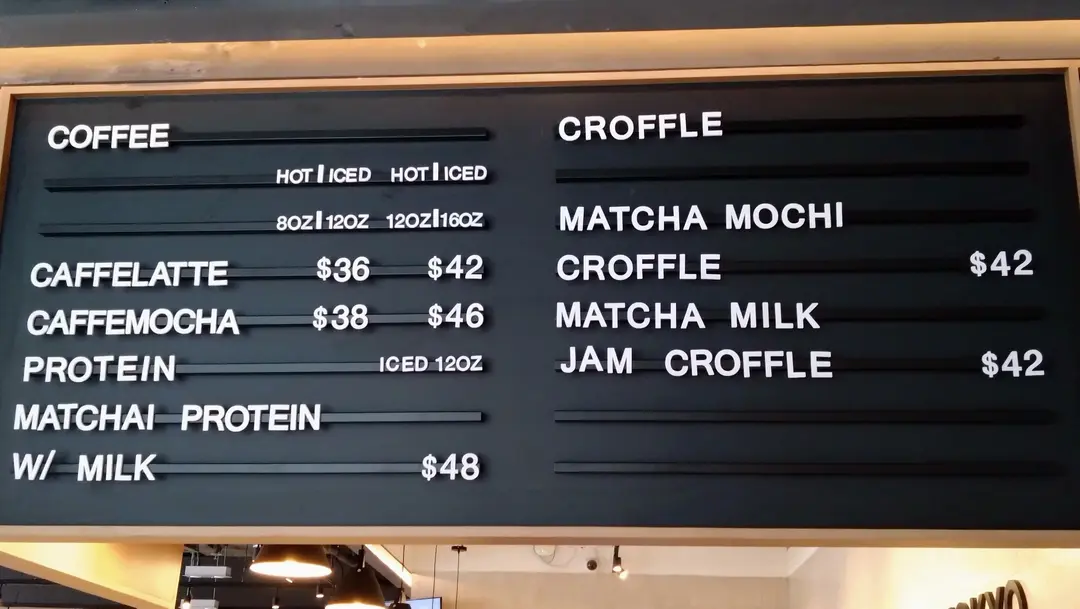 COFFEE
HOT|ICED HOT|ICED
8OZ|12OZ 12OZ|16OZ
CAFFELATTE $36 $42
CAFFEMOCHA $38 $46
PROTEIN ICED 12OZ
MATCHAI PROTEIN
W/ MILK $48
CROFFLE
MATCHA MOCHI
CROFFLE $42
MATCHA MILK
JAM CROFFLE $42